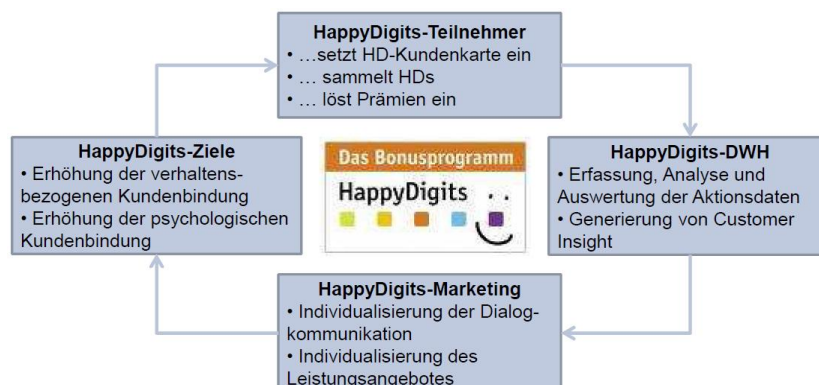 HappyDigits-Teilnehmer
• …setzt HD-Kundenkarte ein
• … sammelt HDs
• … löst Prämien ein
HappyDigits-Ziele
• Erhöhung der verhaltens-
bezogenen Kundenbindung
• Erhöhung der psychologischen
Kundenbindung
Das Bonusprogramm
HappyDigits
HappyDigits-DWH
• Erfassung, Analyse und
Auswertung der Aktionsdaten
• Generierung von Customer
Insight
HappyDigits-Marketing
• Individualisierung der Dialog-
kommunikation
• Individualisierung des
Leistungsangebotes